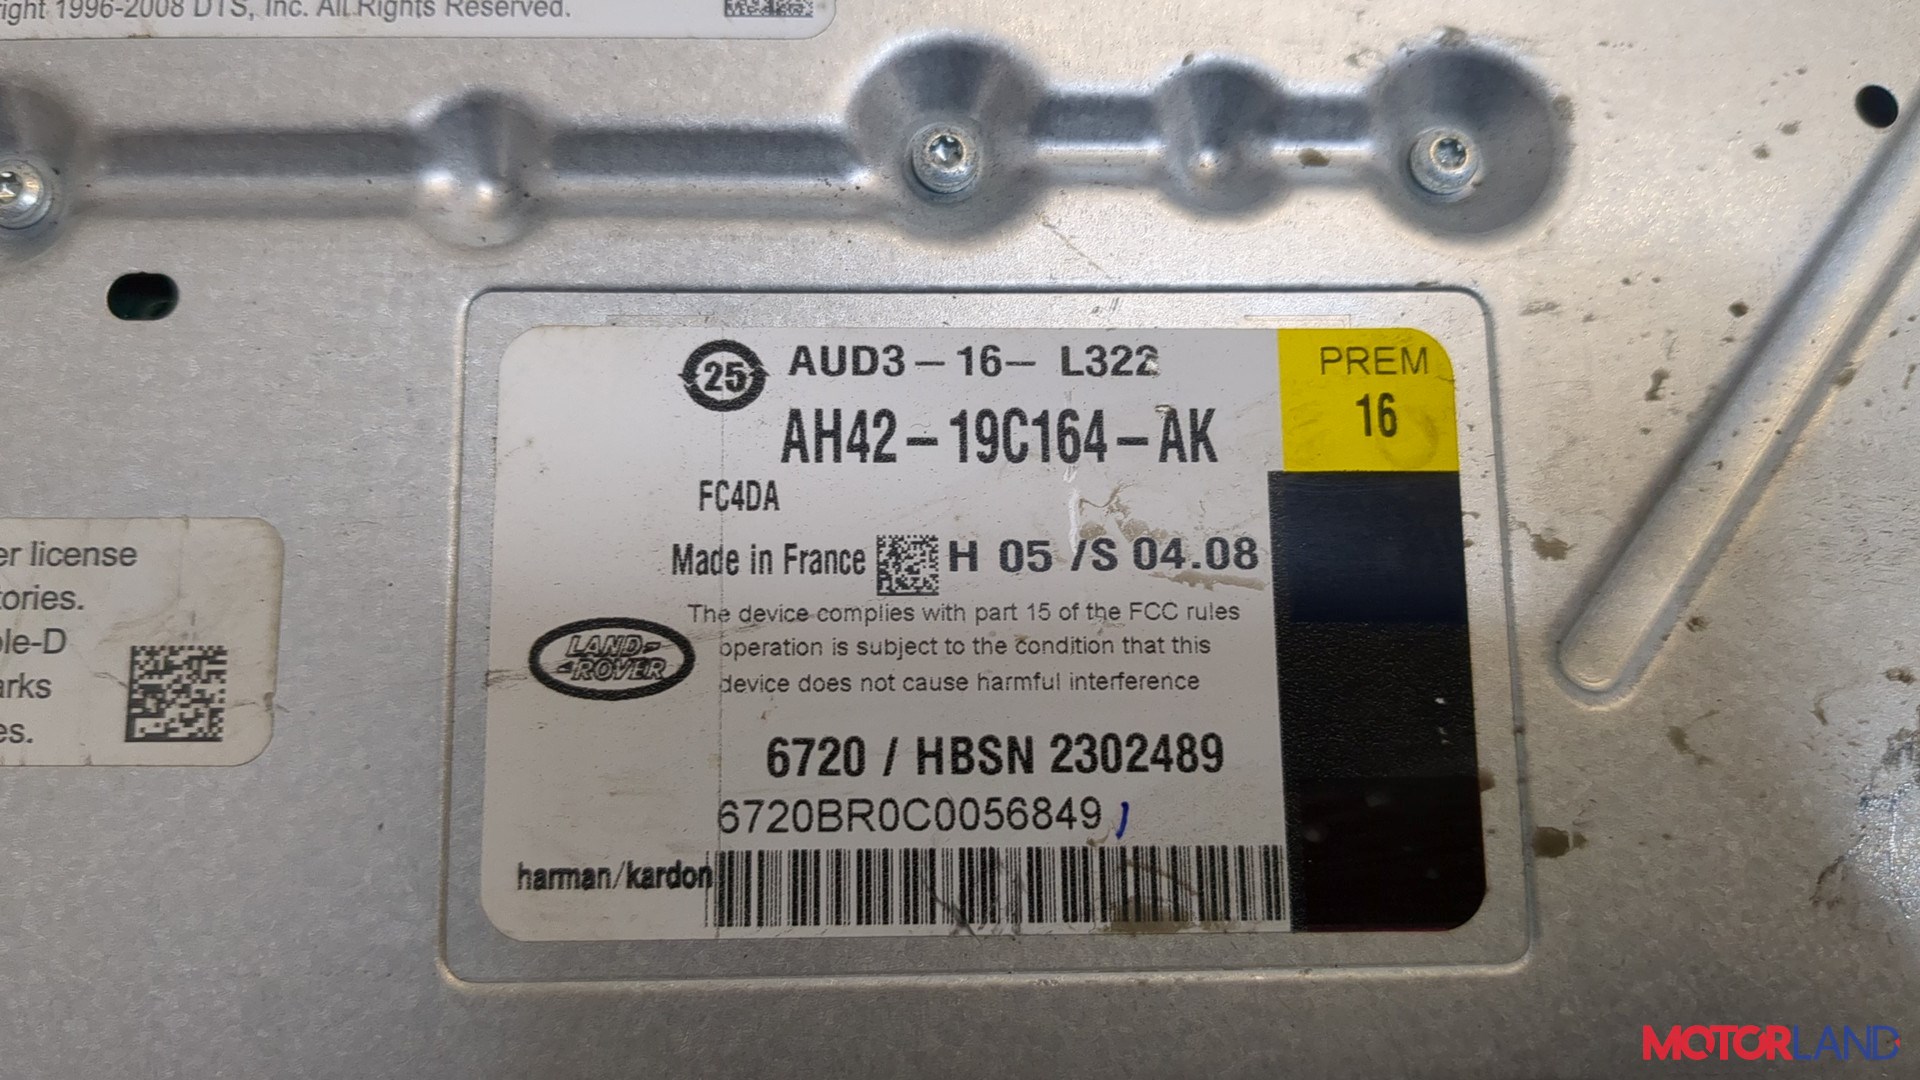 right 1996-2008 DTS, Inc. All Rights Reserved.
25
AUD3-16- L322
PREM
16
AH42-19C164-AK
FC4DA
Made in France
H 05 /S 04.08
The device complies with part 15 of the FCC rules
operation is subject to the condition that this
device does not cause harmful interference
LAND-
-ROVER
6720 / HBSN 2302489
6720BR0C0056849
harman/kardon
er license
tories.
le-D
arks
es.
MOTORLAND